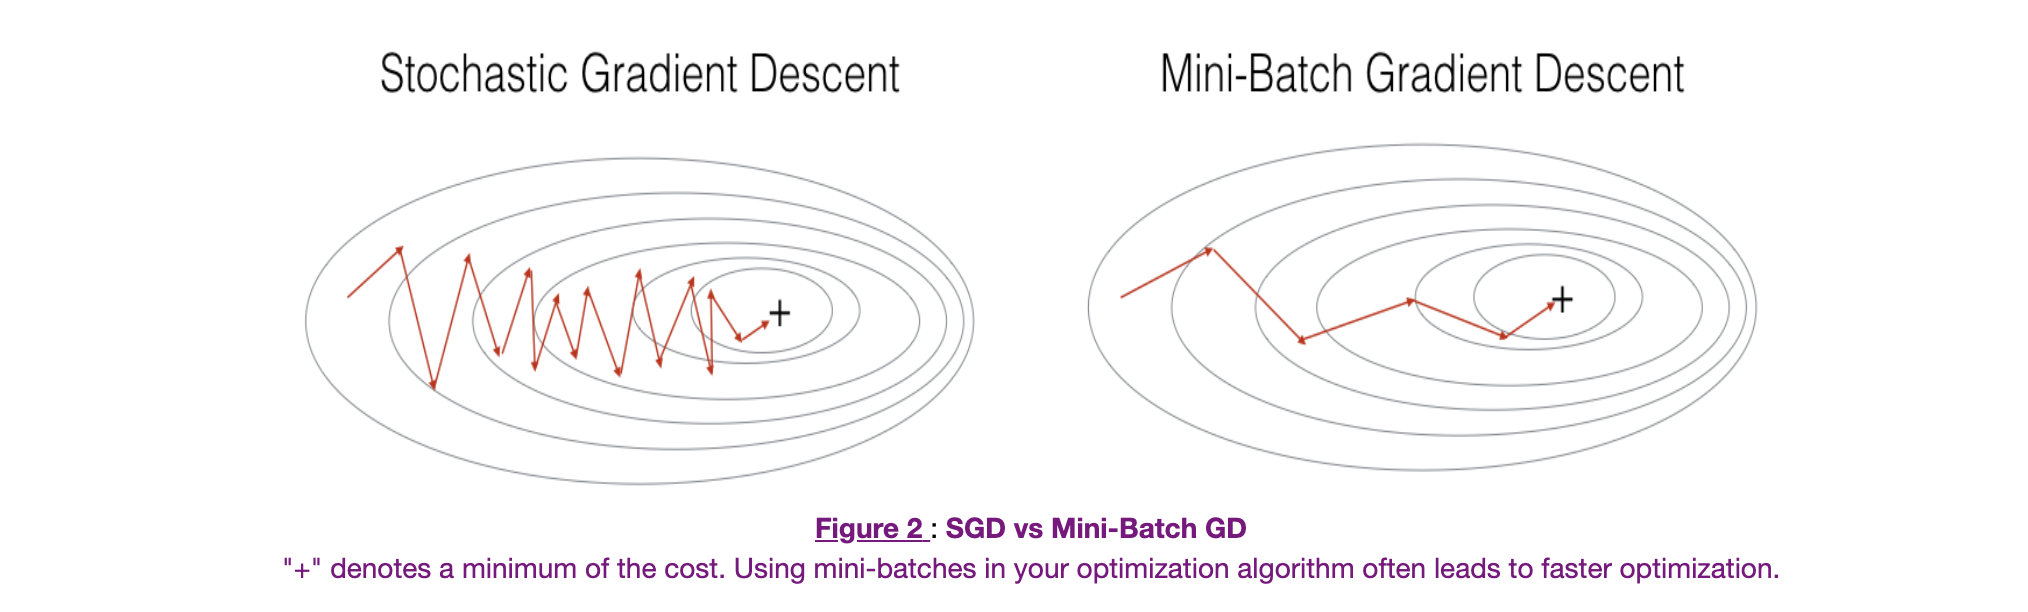 Stochastic Gradient Descent
Mini-Batch Gradient Descent
+
+
Figure 2 : SGD vs Mini-Batch GD
"+" denotes a minimum of the cost. Using mini-batches in your optimization algorithm often leads to faster optimization.